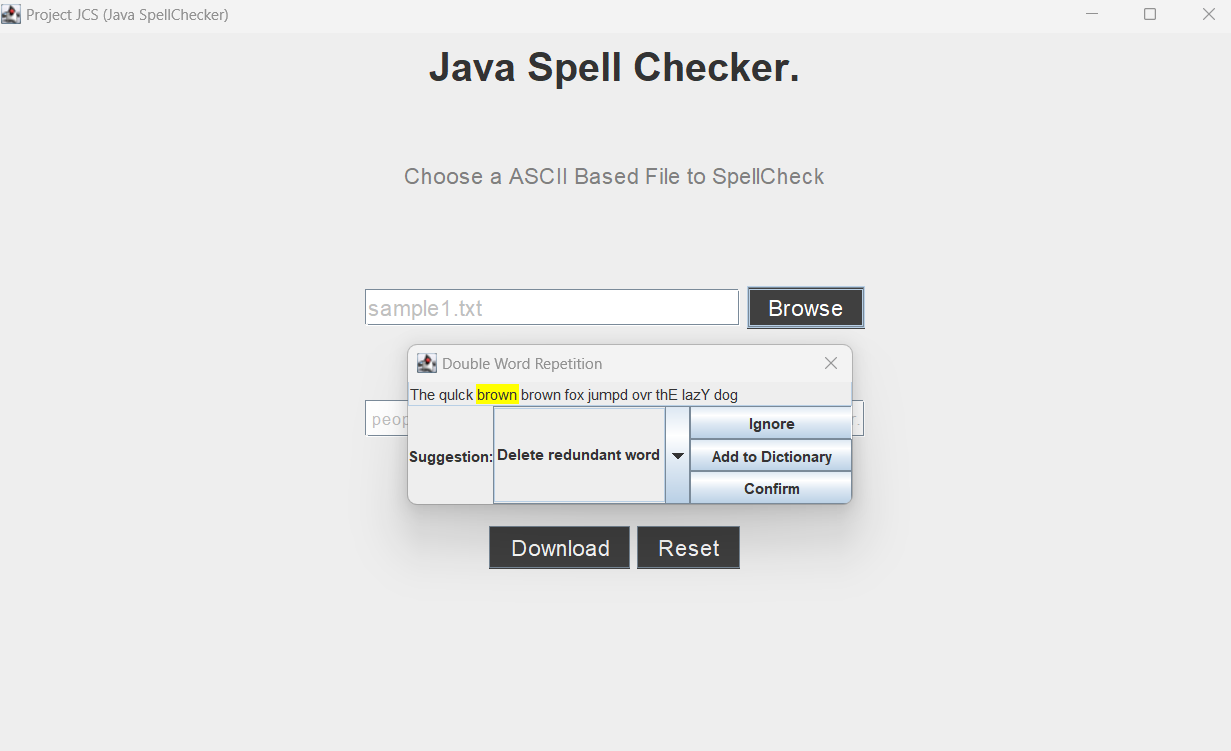 Project JCS (Java SpellChecker)
Java Spell Checker.
Choose a ASCII Based File to SpellCheck
sample1.txt
Browse
Double Word Repetition
The quIck brown brown fox jumpd ovr thE lazY dog
Suggestion:
Delete redundant word
Ignore
Add to Dictionary
Confirm
Download
Reset